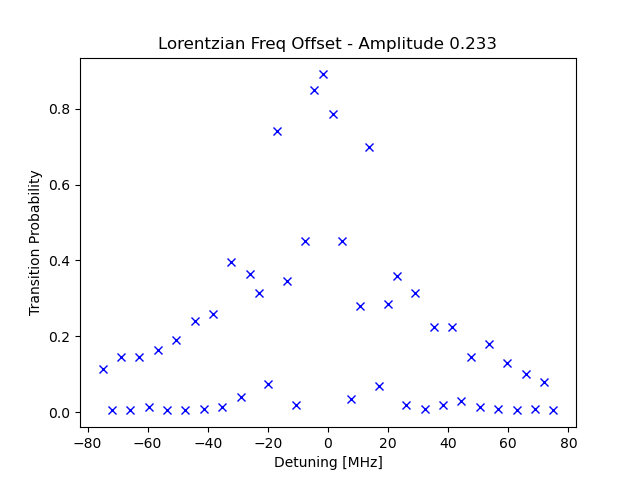 Lorentzian Freq Offset - Amplitude 0.233
Transition Probability
0.8
0.6
0.4
0.2
0.0
−80 −60 −40 −20 0 20 40 60 80
Detuning [MHz]